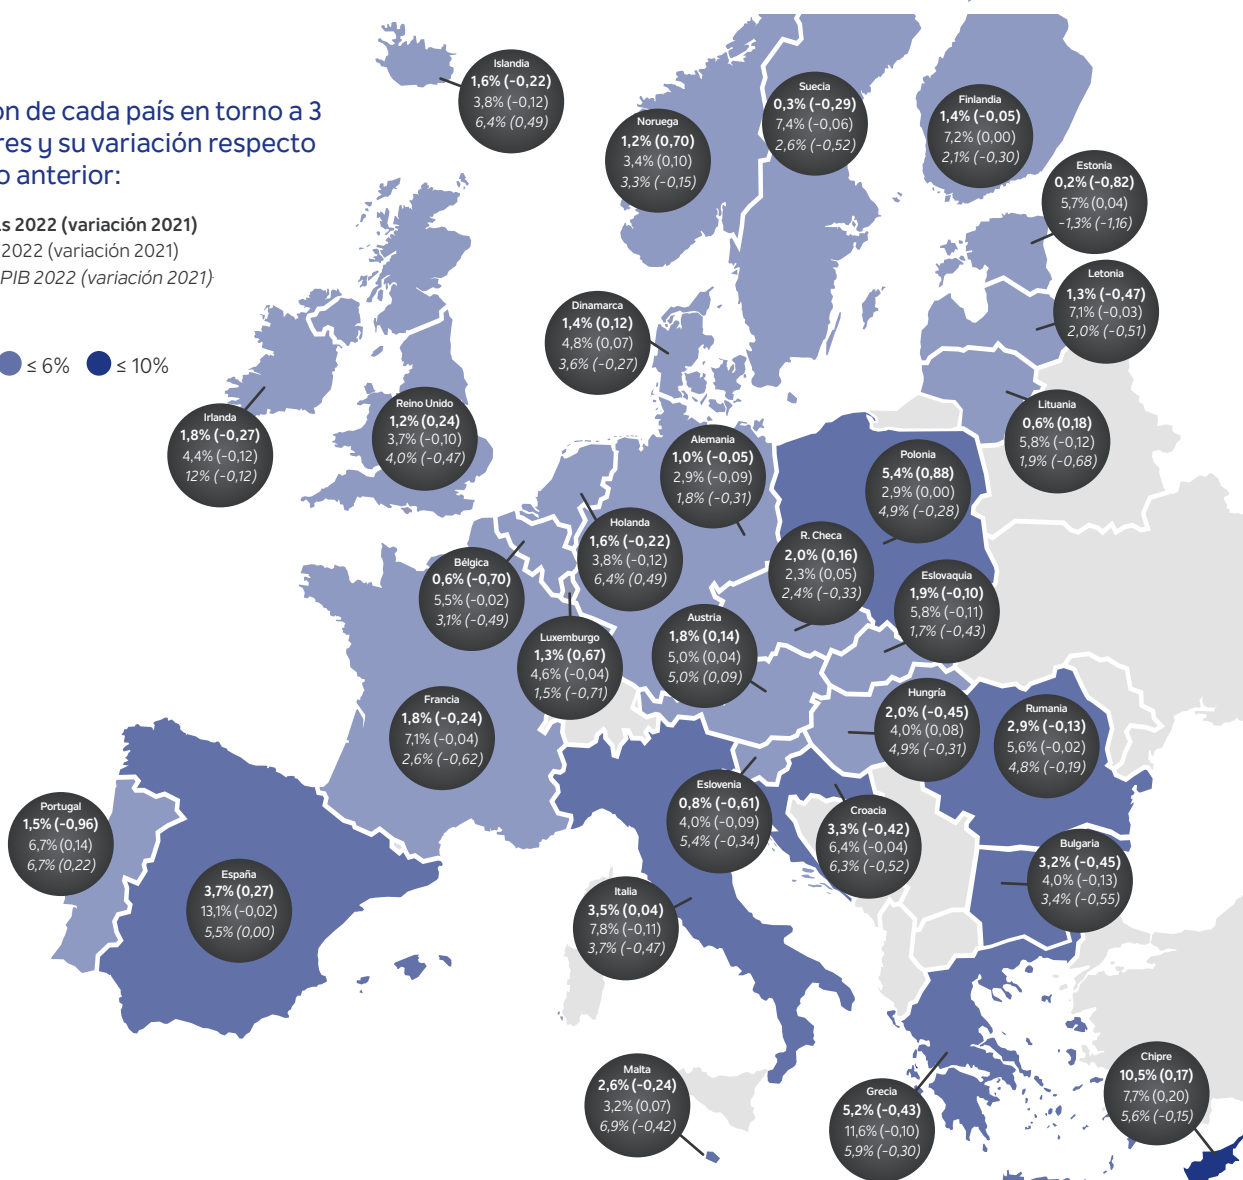 ón de cada país en torno a 3
res y su variación respecto
o anterior:
s 2022 (variación 2021)
2022 (variación 2021)
PIB 2022 (variación 2021)
≤ 6%
≤ 10%
Islandia
1,6% (-0,22)
3,8% (-0,12)
6,4% (0,49)
Noruega
1,2% (0,70)
3,4% (0,10)
3,3% (-0,15)
Suecia
0,3% (-0,29)
7,4% (-0,06)
2,6% (-0,52)
Finlandia
1,4% (-0,05)
7,2% (0,00)
2,1% (-0,30)
Estonia
0,2% (-0,82)
5,7% (0,04)
-1,3% (-1,16)
Letonia
1,3% (-0,47)
7,1% (-0,03)
2,0% (-0,51)
Dinamarca
1,4% (0,12)
4,8% (0,07)
3,6% (-0,27)
Lituania
0,6% (0,18)
5,8% (-0,12)
1,9% (-0,68)
Irlanda
1,8% (-0,27)
4,4% (-0,12)
12% (-0,12)
Reino Unido
1,2% (0,24)
3,7% (-0,10)
4,0% (-0,47)
Alemania
1,0% (-0,05)
2,9% (-0,09)
1,8% (-0,31)
Polonia
5,4% (0,88)
2,9% (0,00)
4,9% (-0,28)
Holanda
1,6% (-0,22)
3,8% (-0,12)
6,4% (0,49)
R. Checa
2,0% (0,16)
2,3% (0,05)
2,4% (-0,33)
Bélgica
0,6% (-0,70)
5,5% (-0,02)
3,1% (-0,49)
Eslovaquia
1,9% (-0,10)
5,8% (-0,11)
1,7% (-0,43)
Luxemburgo
1,3% (0,67)
4,6% (-0,04)
1,5% (-0,71)
Austria
1,8% (0,14)
5,0% (0,04)
5,0% (0,09)
Francia
1,8% (-0,24)
7,1% (-0,04)
2,6% (-0,62)
Hungría
2,0% (-0,45)
4,0% (0,08)
4,9% (-0,31)
Rumania
2,9% (-0,13)
5,6% (-0,02)
4,8% (-0,19)
Portugal
1,5% (-0,96)
6,7% (0,14)
6,7% (0,22)
Eslovenia
0,8% (-0,61)
4,0% (-0,09)
5,4% (-0,34)
Croacia
3,3% (-0,42)
6,4% (-0,04)
6,3% (-0,52)
Bulgaria
3,2% (-0,45)
4,0% (-0,13)
3,4% (-0,55)
España
3,7% (0,27)
13,1% (-0,02)
5,5% (0,00)
Italia
3,5% (0,04)
7,8% (-0,11)
3,7% (-0,47)
Malta
2,6% (-0,24)
3,2% (0,07)
6,9% (-0,42)
Grecia
5,2% (-0,43)
11,6% (-0,10)
5,9% (-0,30)
Chipre
10,5% (0,17)
7,7% (0,20)
5,6% (-0,15)